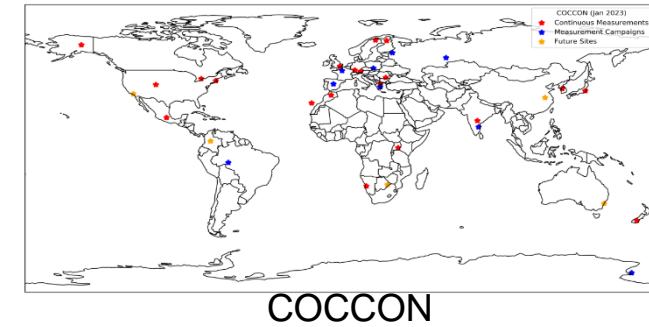 COCCON (Jan 2023)
Continuous Measurements
Measurement Campaigns
Future Sites
COCCON